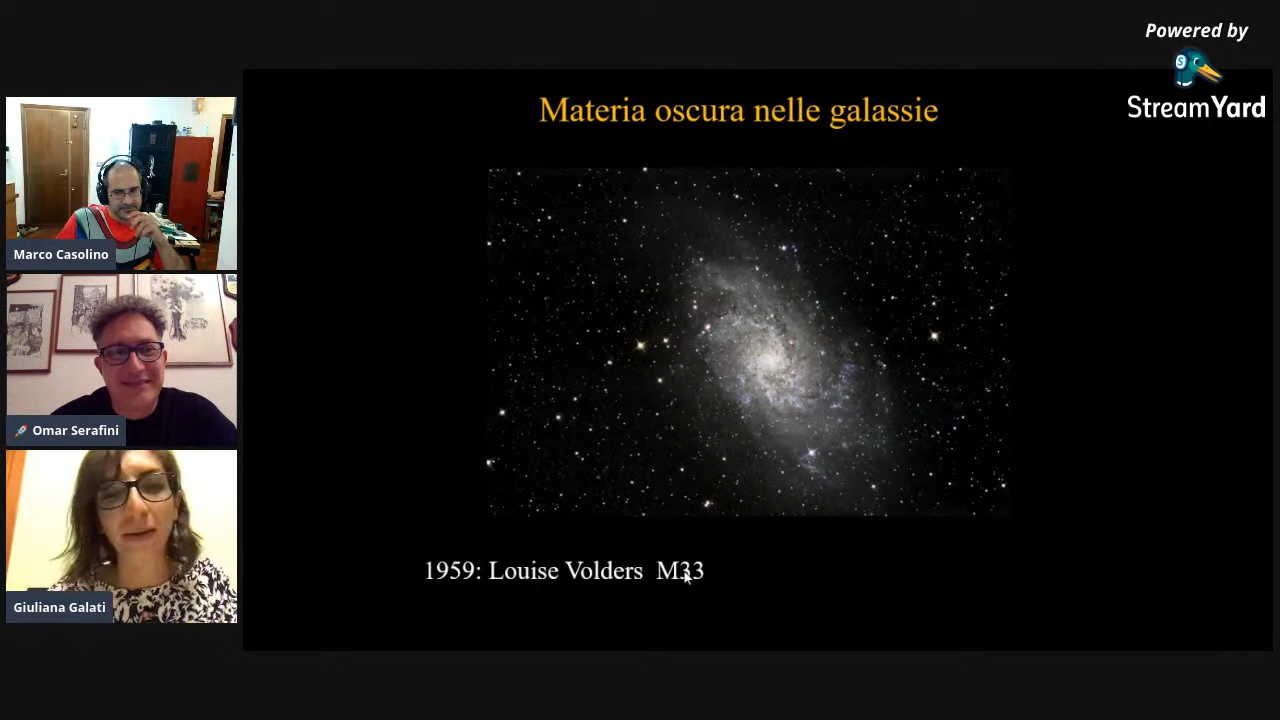 Powered by
StreamYard
Materia oscura nelle galassie
Marco Casolino
Omar Serafini
Giuliana Galati
1959: Louise Volders M33